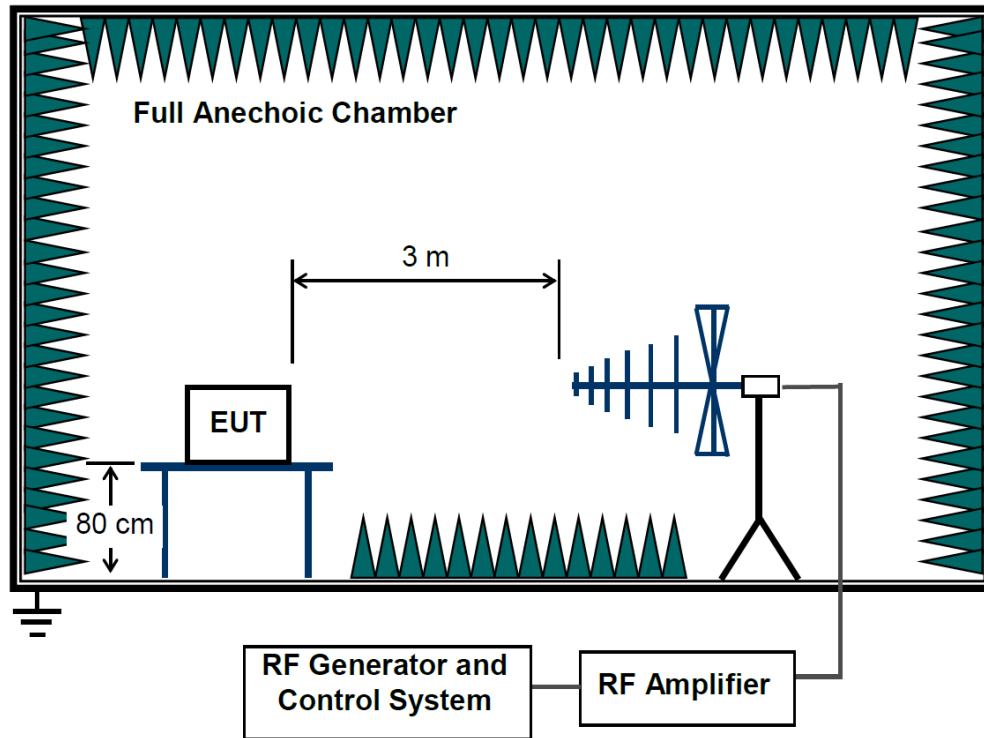 Full Anechoic Chamber
3 m
EUT
80 cm
RF Generator and
Control System
RF Amplifier